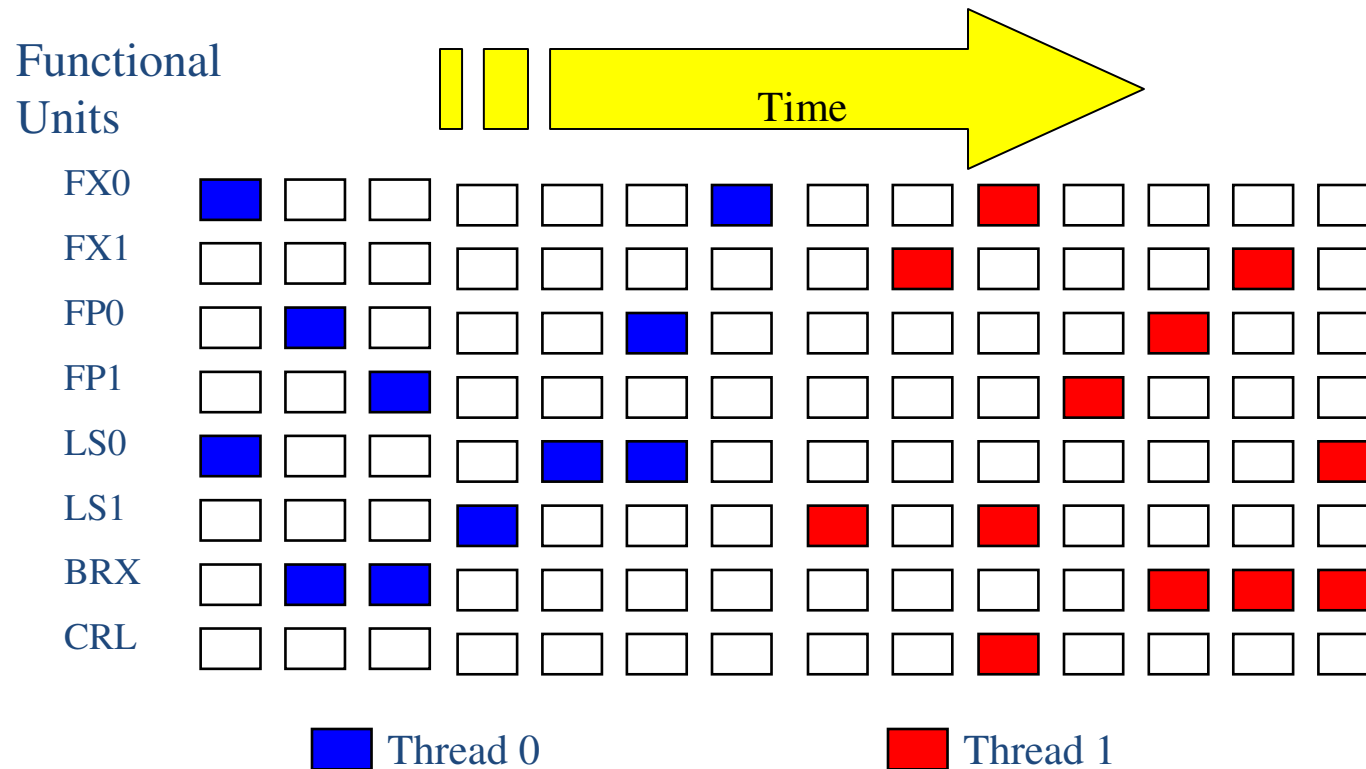 Functional
Units
Time
FX0
FX1
FP0
FP1
LS0
LS1
BRX
CRL
Thread 0
Thread 1